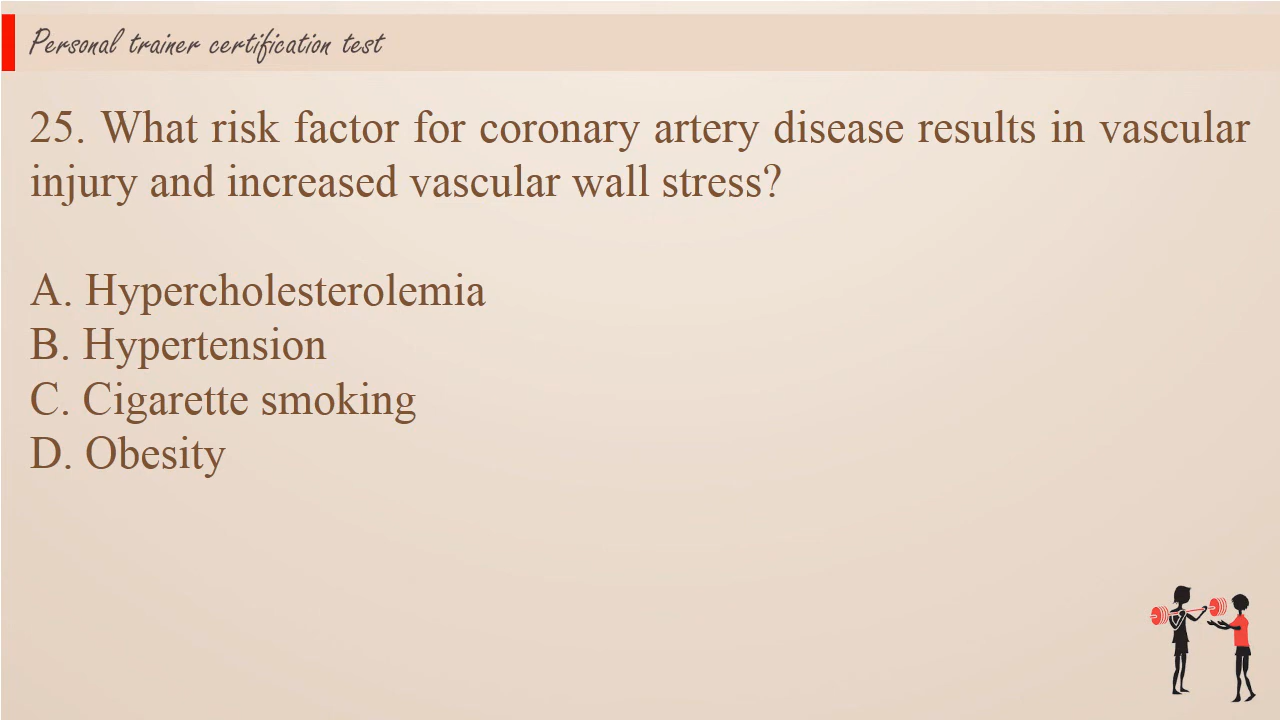 Personal trainer certification test
25. What risk factor for coronary artery disease results in vascular
injury and increased vascular wall stress?
A. Hypercholesterolemia
B. Hypertension
C. Cigarette smoking
D. Obesity